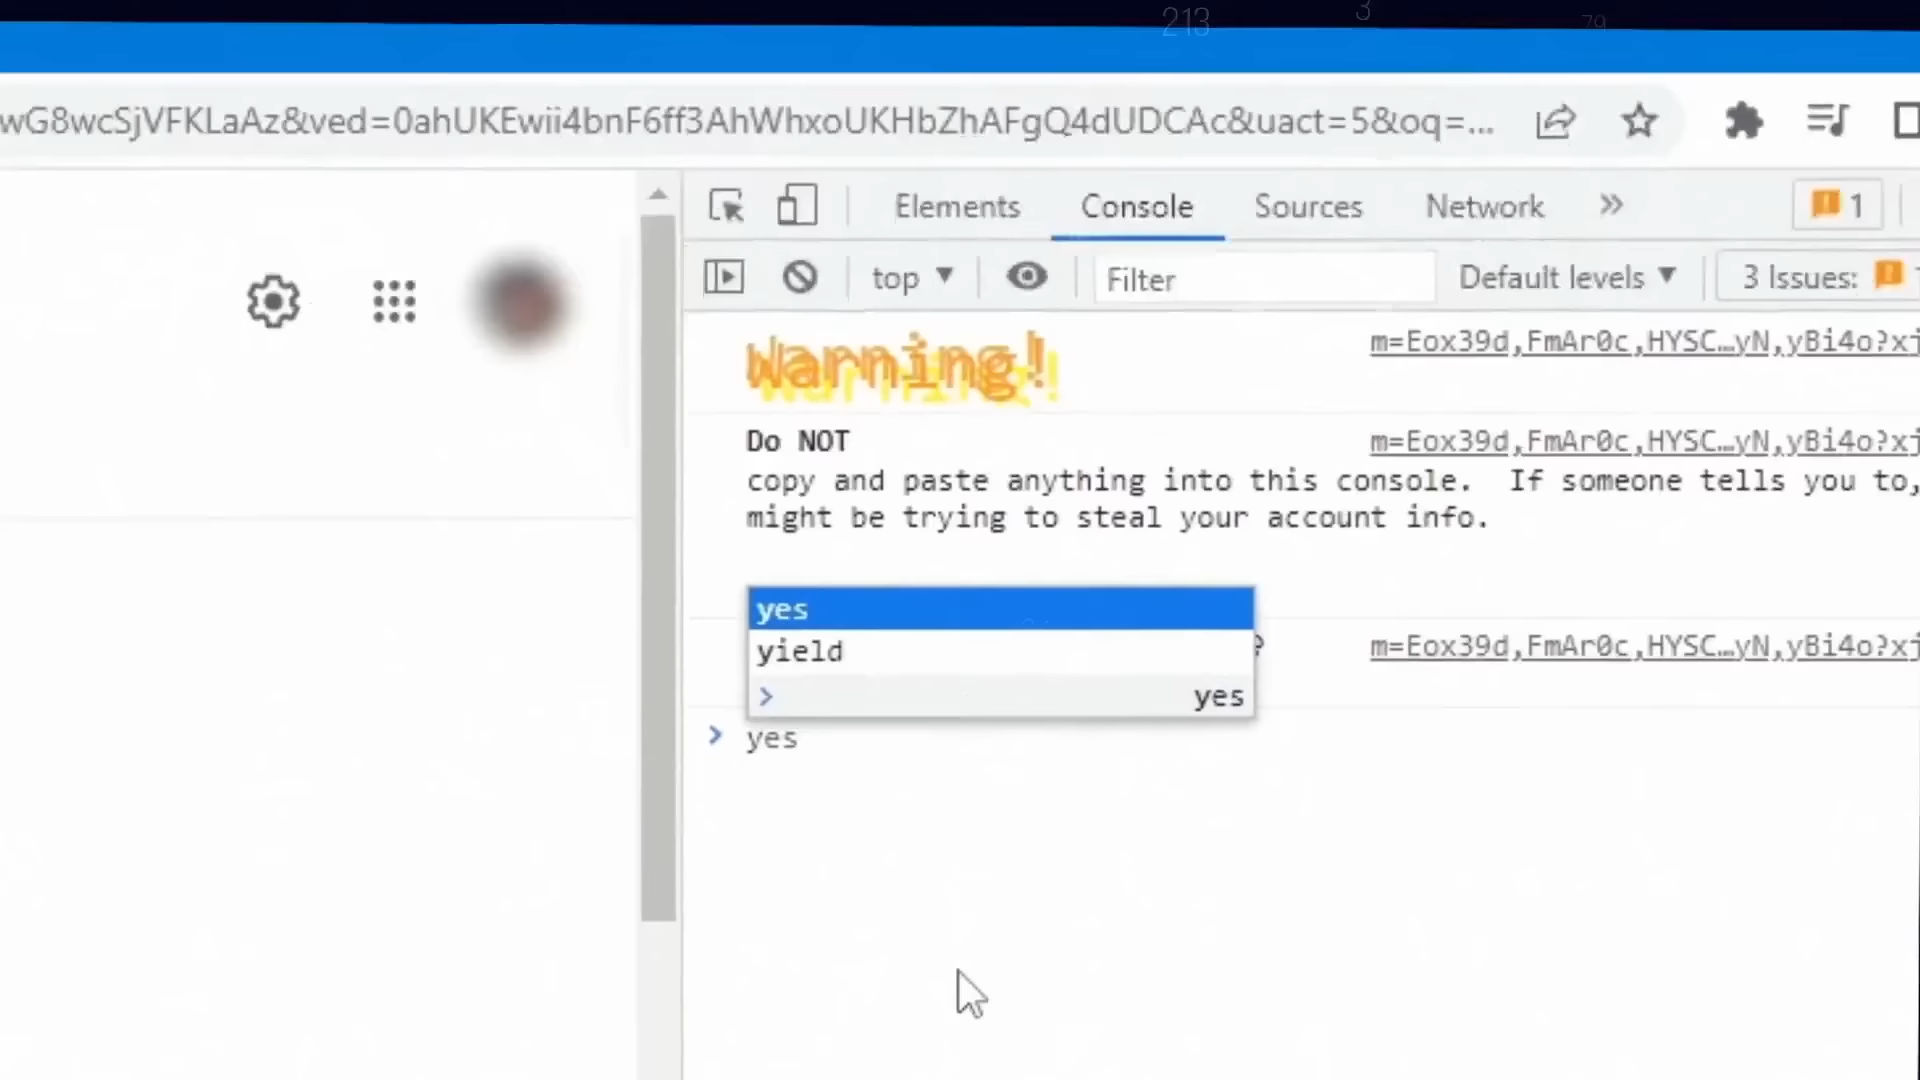 213 3 79
wG8wcSjVFKLaAz&ved=0ahUKEwii4bnF6ff3AhWhxoUKHbZhAFgQ4dUDCAc&uact=5&oq=...
Elements Console Sources Network » 1
top Filter Default levels 3 Issues:
Warning! m=Eox39d,FmAr0c,HYSC…yN,yBi4o?xj
Do NOT m=Eox39d,FmAr0c,HYSC…yN,yBi4o?xj
copy and paste anything into this console. If someone tells you to,
might be trying to steal your account info.
yes
? m=Eox39d,FmAr0c,HYSC…yN,yBi4o?xj
yield
> yes
> yes